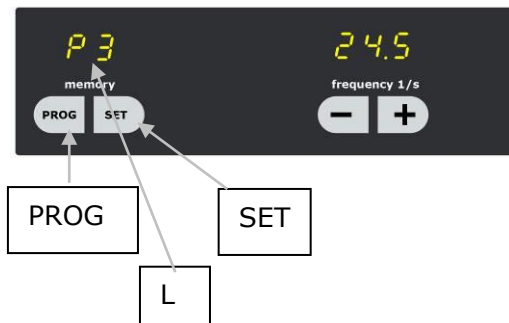 P3 24.5
memory frequency 1/s
PROG SET − +
PROG SET
L